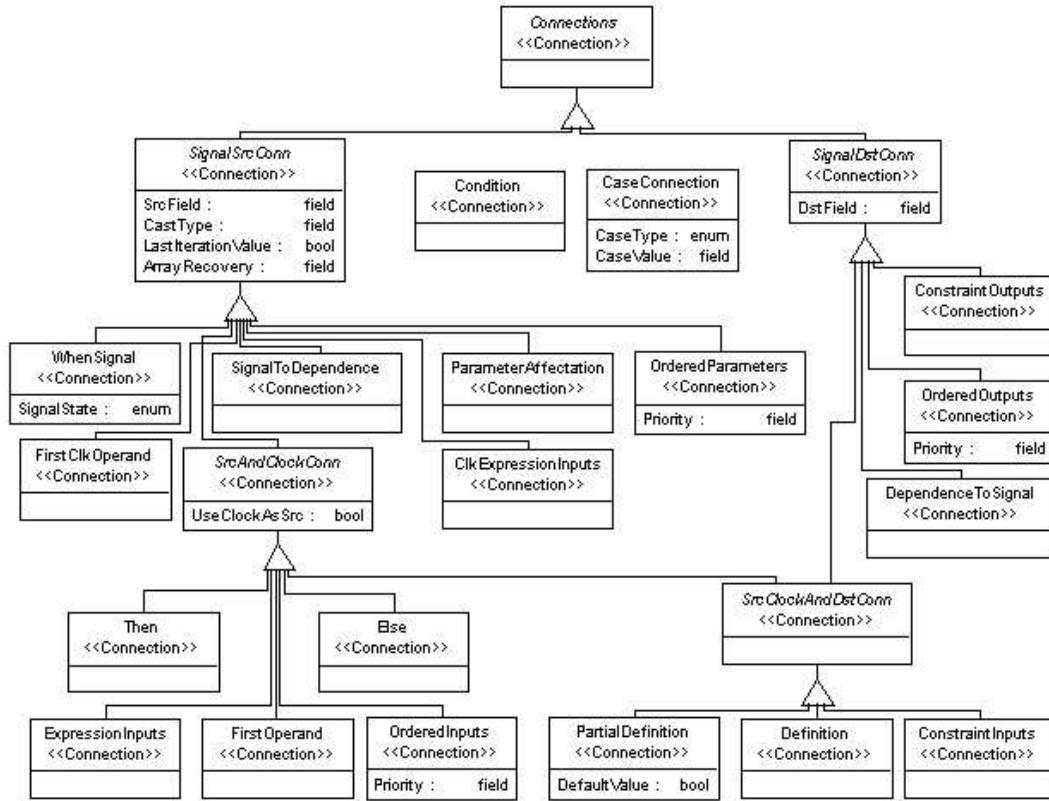 Connections
<<Connection>>
SignalSrcConn
<<Connection>>
SrcField : field
CastType : field
LastIterationValue : bool
ArrayRecovery : field
Condition
<<Connection>>
CaseConnection
<<Connection>>
CaseType : enum
CaseValue : field
SignalDstConn
<<Connection>>
DstField : field
ConstraintOutputs
<<Connection>>
WhenSignal
<<Connection>>
SignalState : enum
SignalToDependence
<<Connection>>
ParameterAffectation
<<Connection>>
OrderedParameters
<<Connection>>
Priority : field
OrderedOutputs
<<Connection>>
Priority : field
FirstClkOperand
<<Connection>>
SrcAndClockConn
<<Connection>>
UseClockAsSrc : bool
ClkExpressionInputs
<<Connection>>
DependenceToSignal
<<Connection>>
Then
<<Connection>>
Else
<<Connection>>
SrcClockAndDstConn
<<Connection>>
ExpressionInputs
<<Connection>>
FirstOperand
<<Connection>>
OrderedInputs
<<Connection>>
Priority : field
PartialDefinition
<<Connection>>
DefaultValue : bool
Definition
<<Connection>>
ConstraintInputs
<<Connection>>